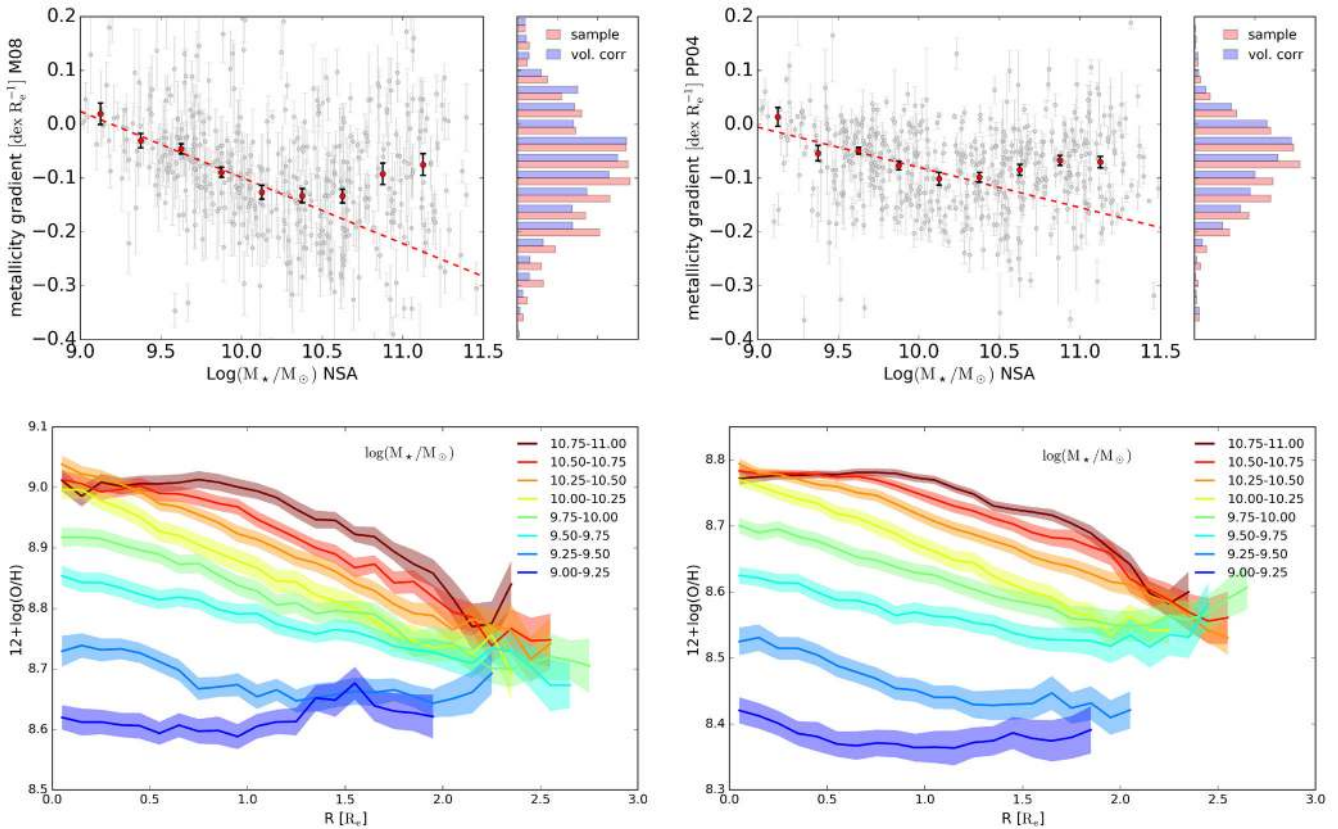 0.2
0.1
0.0
−0.1
−0.2
−0.3
−0.4
metallicity gradient [dex R_e^{-1}] M08
9.0 9.5 10.0 10.5 11.0 11.5
Log(M⋆/M⊙) NSA
sample
vol. corr
0.2
0.1
0.0
−0.1
−0.2
−0.3
−0.4
metallicity gradient [dex R_e^{-1}] PP04
9.0 9.5 10.0 10.5 11.0 11.5
Log(M⋆/M⊙) NSA
sample
vol. corr
9.1
9.0
8.9
8.8
8.7
8.6
8.5
12+log(O/H)
log(M⋆/M⊙)
10.75-11.00
10.50-10.75
10.25-10.50
10.00-10.25
9.75-10.00
9.50-9.75
9.25-9.50
9.00-9.25
0.0 0.5 1.0 1.5 2.0 2.5 3.0
R [R_e]
8.8
8.7
8.6
8.5
8.4
8.3
12+log(O/H)
log(M⋆/M⊙)
10.75-11.00
10.50-10.75
10.25-10.50
10.00-10.25
9.75-10.00
9.50-9.75
9.25-9.50
9.00-9.25
0.0 0.5 1.0 1.5 2.0 2.5 3.0
R [R_e]